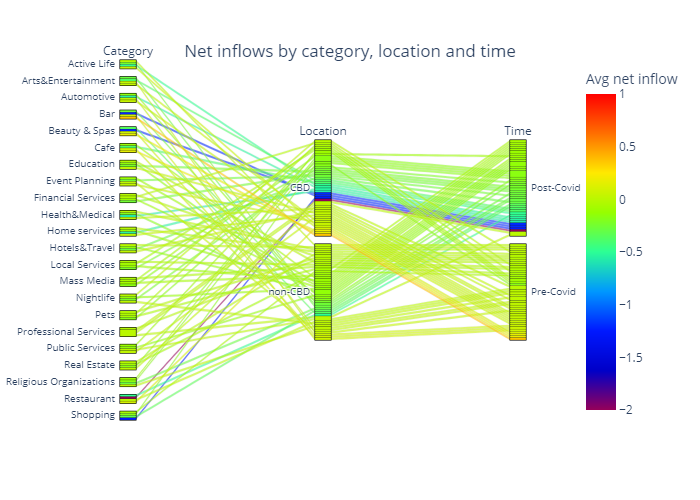 Net inflows by category, location and time
Category
Active Life
Arts&Entertainment
Automotive
Bar
Beauty & Spas
Cafe
Education
Event Planning
Financial Services
Health&Medical
Home services
Hotels&Travel
Local Services
Mass Media
Nightlife
Pets
Professional Services
Public Services
Real Estate
Religious Organizations
Restaurant
Shopping
Location
CBD
non-CBD
Time
Post-Covid
Pre-Covid
Avg net inflow
1
0.5
0
−0.5
−1
−1.5
−2